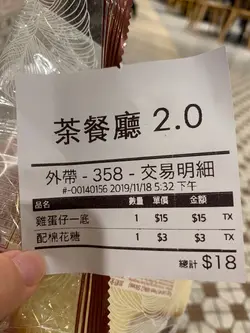 茶餐廳 2.0
外帶 - 358 - 交易明細
#-00140156 2019/11/18 5:32 下午
品名 數量 單價 金額
雞蛋仔一底 1 $15 $15 TX
配棉花糖 1 $3 $3 TX
總計 $18